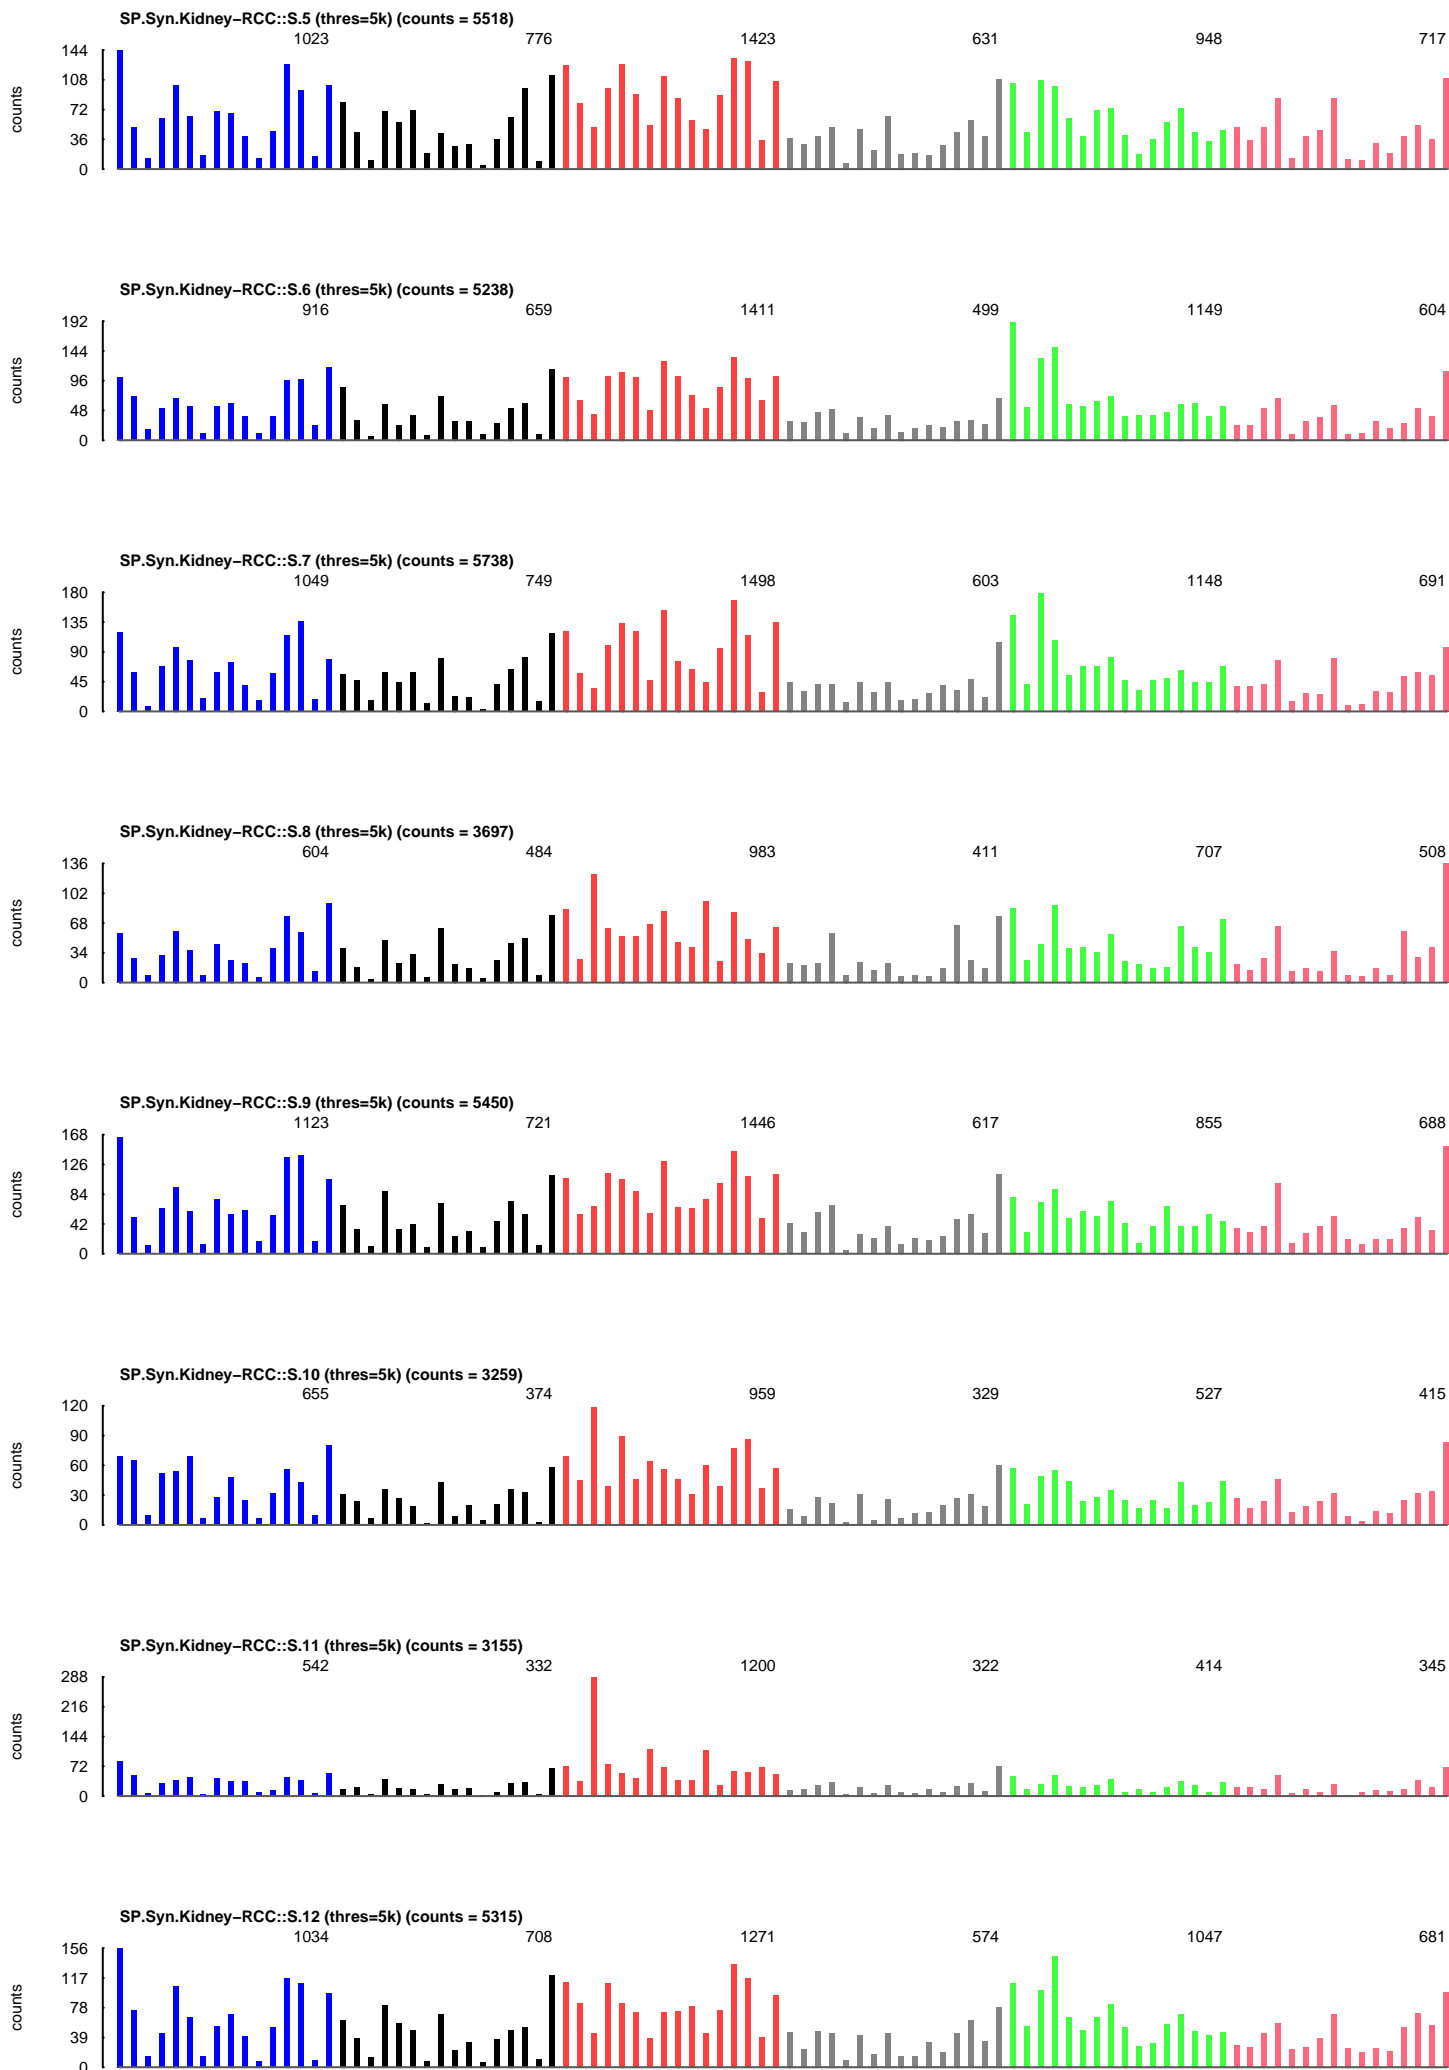 SP.Syn.Kidney−RCC::S.5 (thres=5k) (counts = 5518)
1023 776 1423 631 948 717
144
108
72
36
0
counts
SP.Syn.Kidney−RCC::S.6 (thres=5k) (counts = 5238)
916 659 1411 499 1149 604
192
144
96
48
0
counts
SP.Syn.Kidney−RCC::S.7 (thres=5k) (counts = 5738)
1049 749 1498 603 1148 691
180
135
90
45
0
counts
SP.Syn.Kidney−RCC::S.8 (thres=5k) (counts = 3697)
604 484 983 411 707 508
136
102
68
34
0
counts
SP.Syn.Kidney−RCC::S.9 (thres=5k) (counts = 5450)
1123 721 1446 617 855 688
168
126
84
42
0
counts
SP.Syn.Kidney−RCC::S.10 (thres=5k) (counts = 3259)
655 374 959 329 527 415
120
90
60
30
0
counts
SP.Syn.Kidney−RCC::S.11 (thres=5k) (counts = 3155)
542 332 1200 322 414 345
288
216
144
72
0
counts
SP.Syn.Kidney−RCC::S.12 (thres=5k) (counts = 5315)
1034 708 1271 574 1047 681
156
117
78
39
0
counts